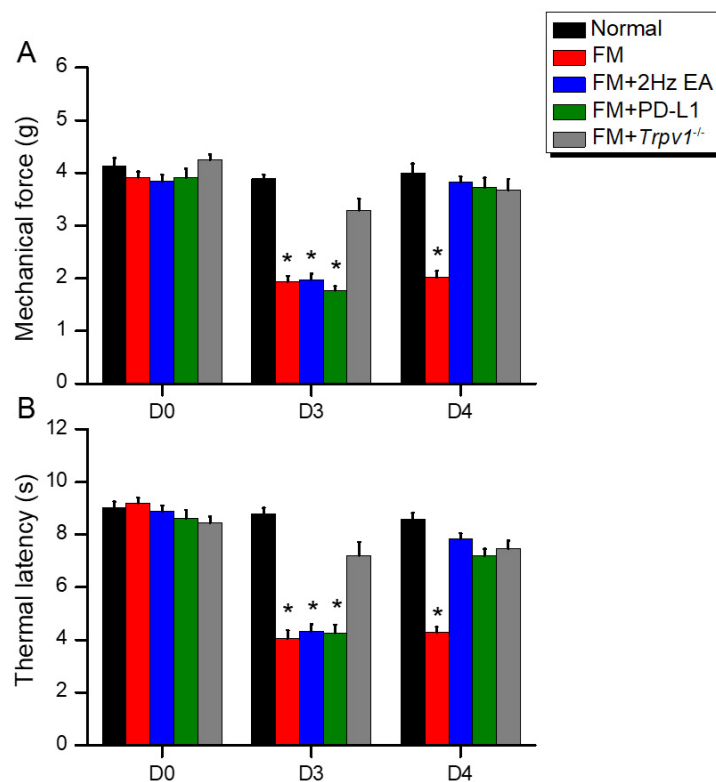 Normal
FM
FM+2Hz EA
FM+PD-L1
FM+Trpv1-/-
A
Mechanical force (g)
6
5
4
3
2
1
0
* * *
*
D0 D3 D4
B
Thermal latency (s)
12
10
8
6
4
2
0
* * *
*
D0 D3 D4